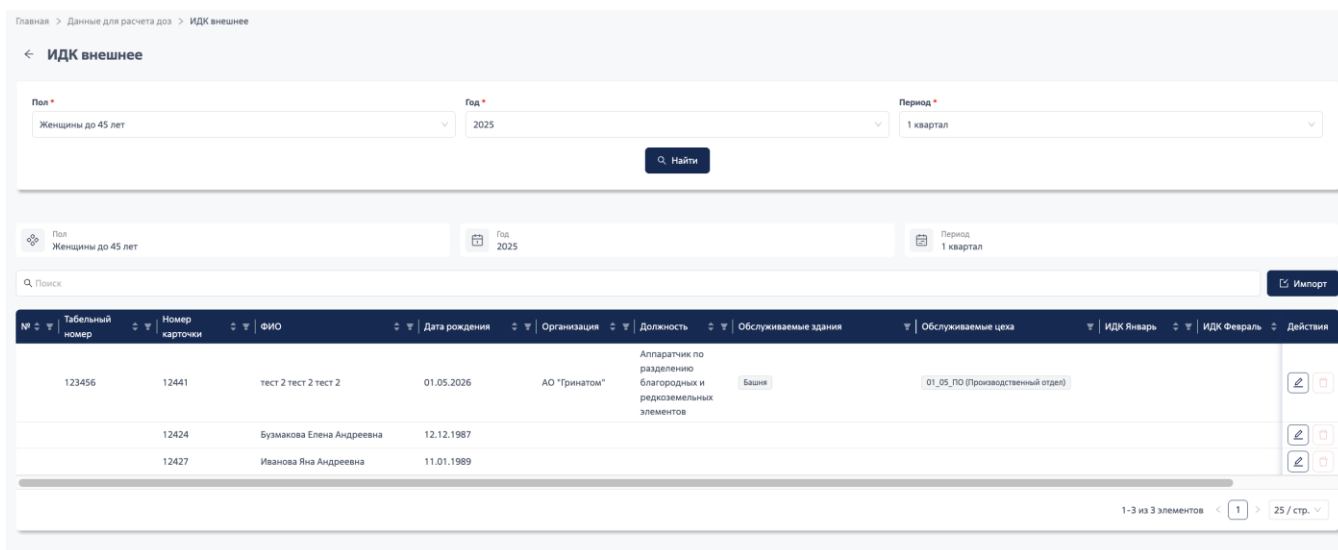 Главная > Данные для расчета доз > ИДК внешнее
← ИДК внешнее
Пол * Год * Период *
Женщины до 45 лет 2025 1 квартал
Найти
Пол Год Период
Женщины до 45 лет 2025 1 квартал
Поиск Импорт
№ Табельный номер Номер карточки ФИО Дата рождения Организация Должность Обслуживаемые здания Обслуживаемые цеха ИДК Январь ИДК Февраль Действия
Аппаратчик по
разделению
123456 12441 тест 2 тест 2 тест 2 01.05.2026 АО "Гринатом" благородных и Башня 01_05_ПО (Производственный отдел)
редкоземельных
элементов
12424 Бузмакова Елена Андреевна 12.12.1987
12427 Иванова Яна Андреевна 11.01.1989
1-3 из 3 элементов < 1 > 25 / стр.